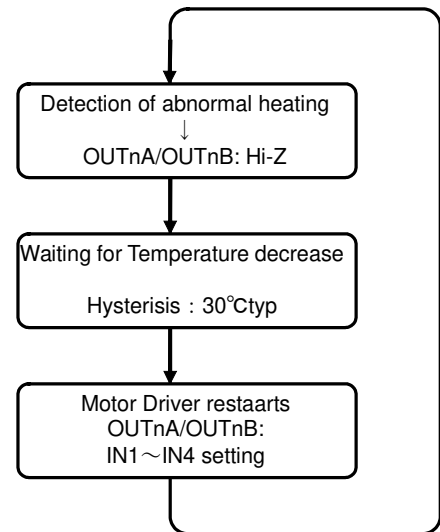 Detection of abnormal heating
↓
OUTnA/OUTnB: Hi-Z
Waiting for Temperature decrease
Hysterisis : 30℃typ
Motor Driver restaarts
OUTnA/OUTnB:
IN1～IN4 setting